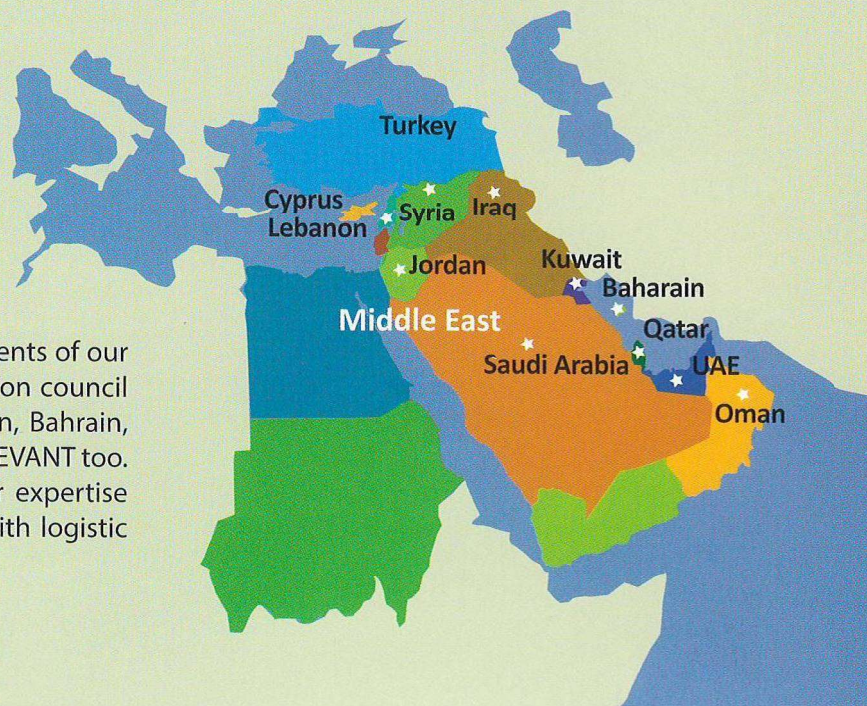 Turkey
Cyprus
Lebanon
Syria
Iraq
Jordan
Kuwait
Baharain
Middle East
Qatar
Saudi Arabia
UAE
Oman
ents of our
on council
n, Bahrain,
EVANT too.
r expertise
ith logistic